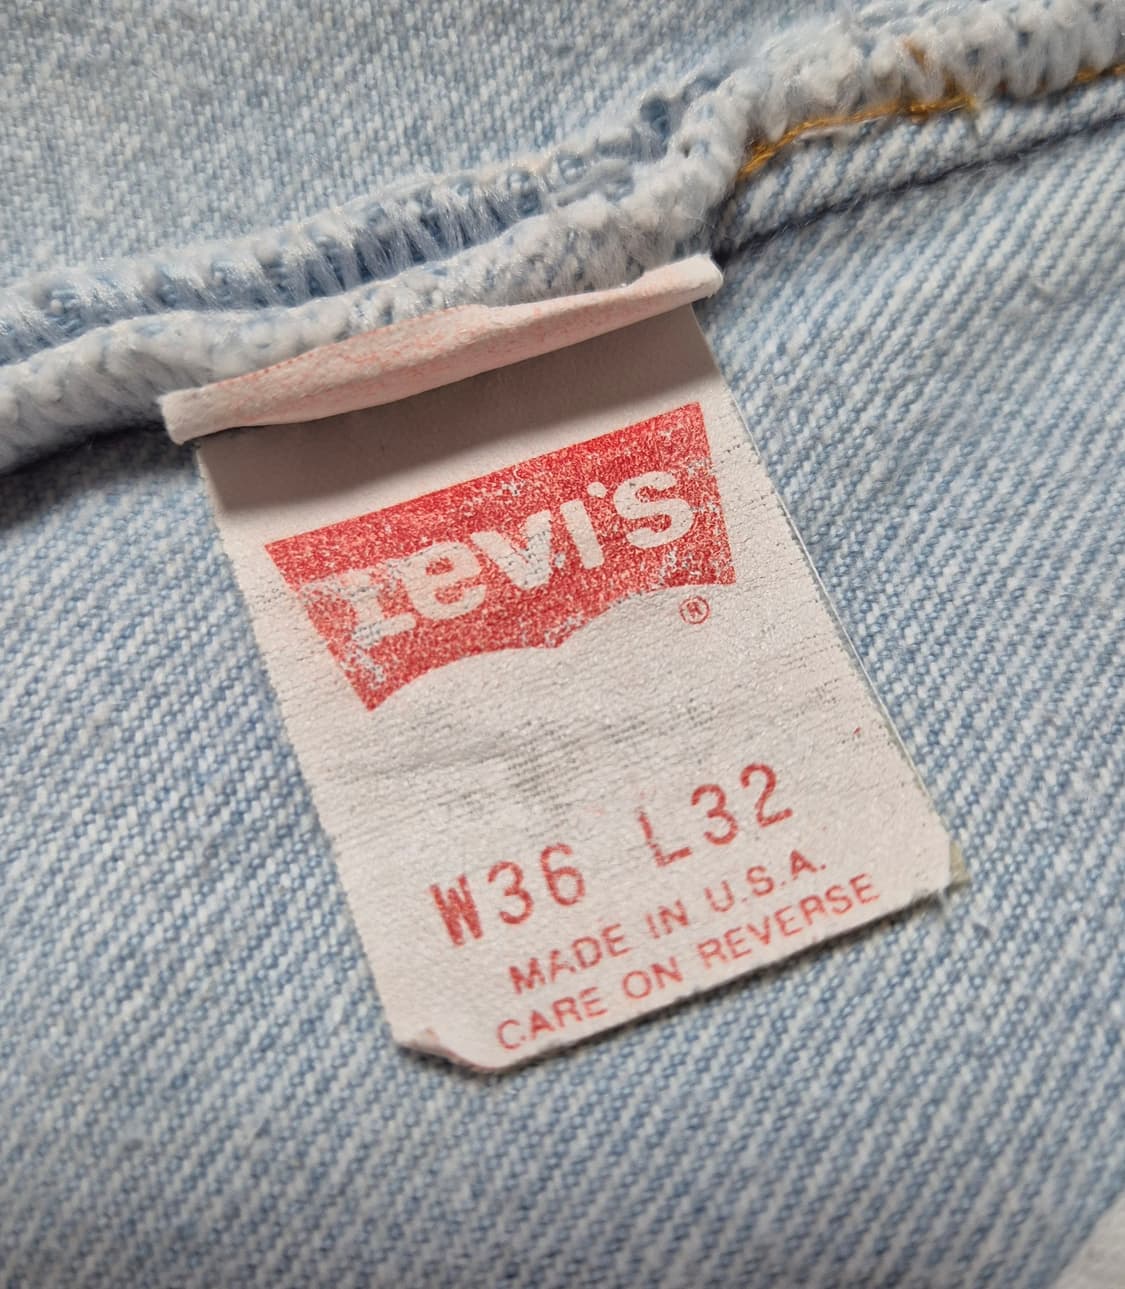 Levi's
®
W36 L32
MADE IN U.S.A.
CARE ON REVERSE